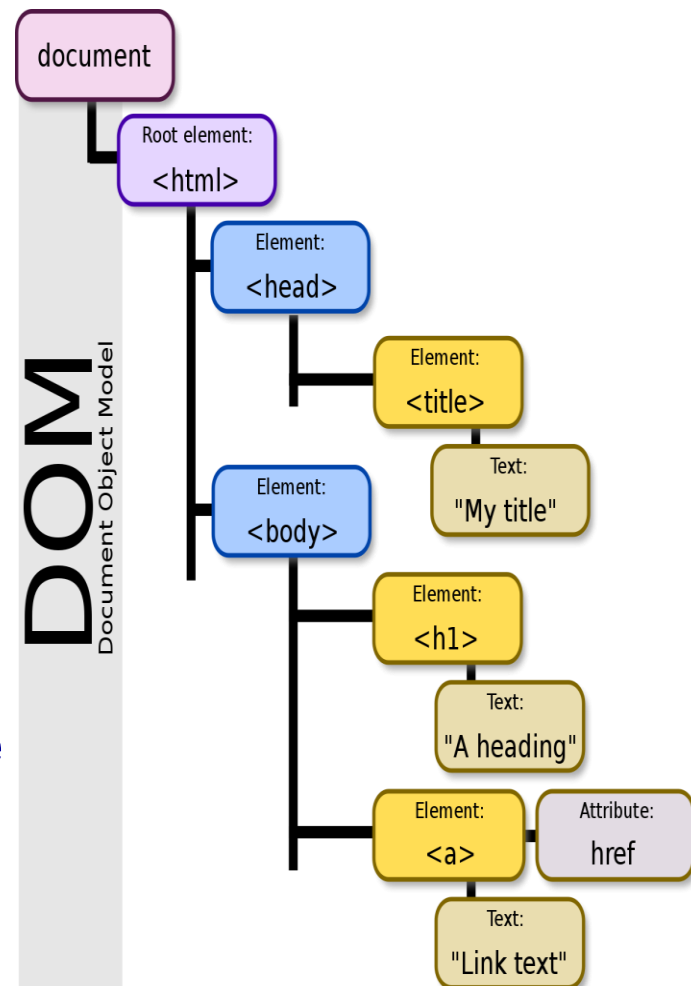 document
Root element:
<html>
Element:
<head>
Element:
<title>
Text:
"My title"
Element:
<body>
Element:
<h1>
Text:
"A heading"
Element:
<a>
Attribute:
href
Text:
"Link text"
DOM
Document Object Model